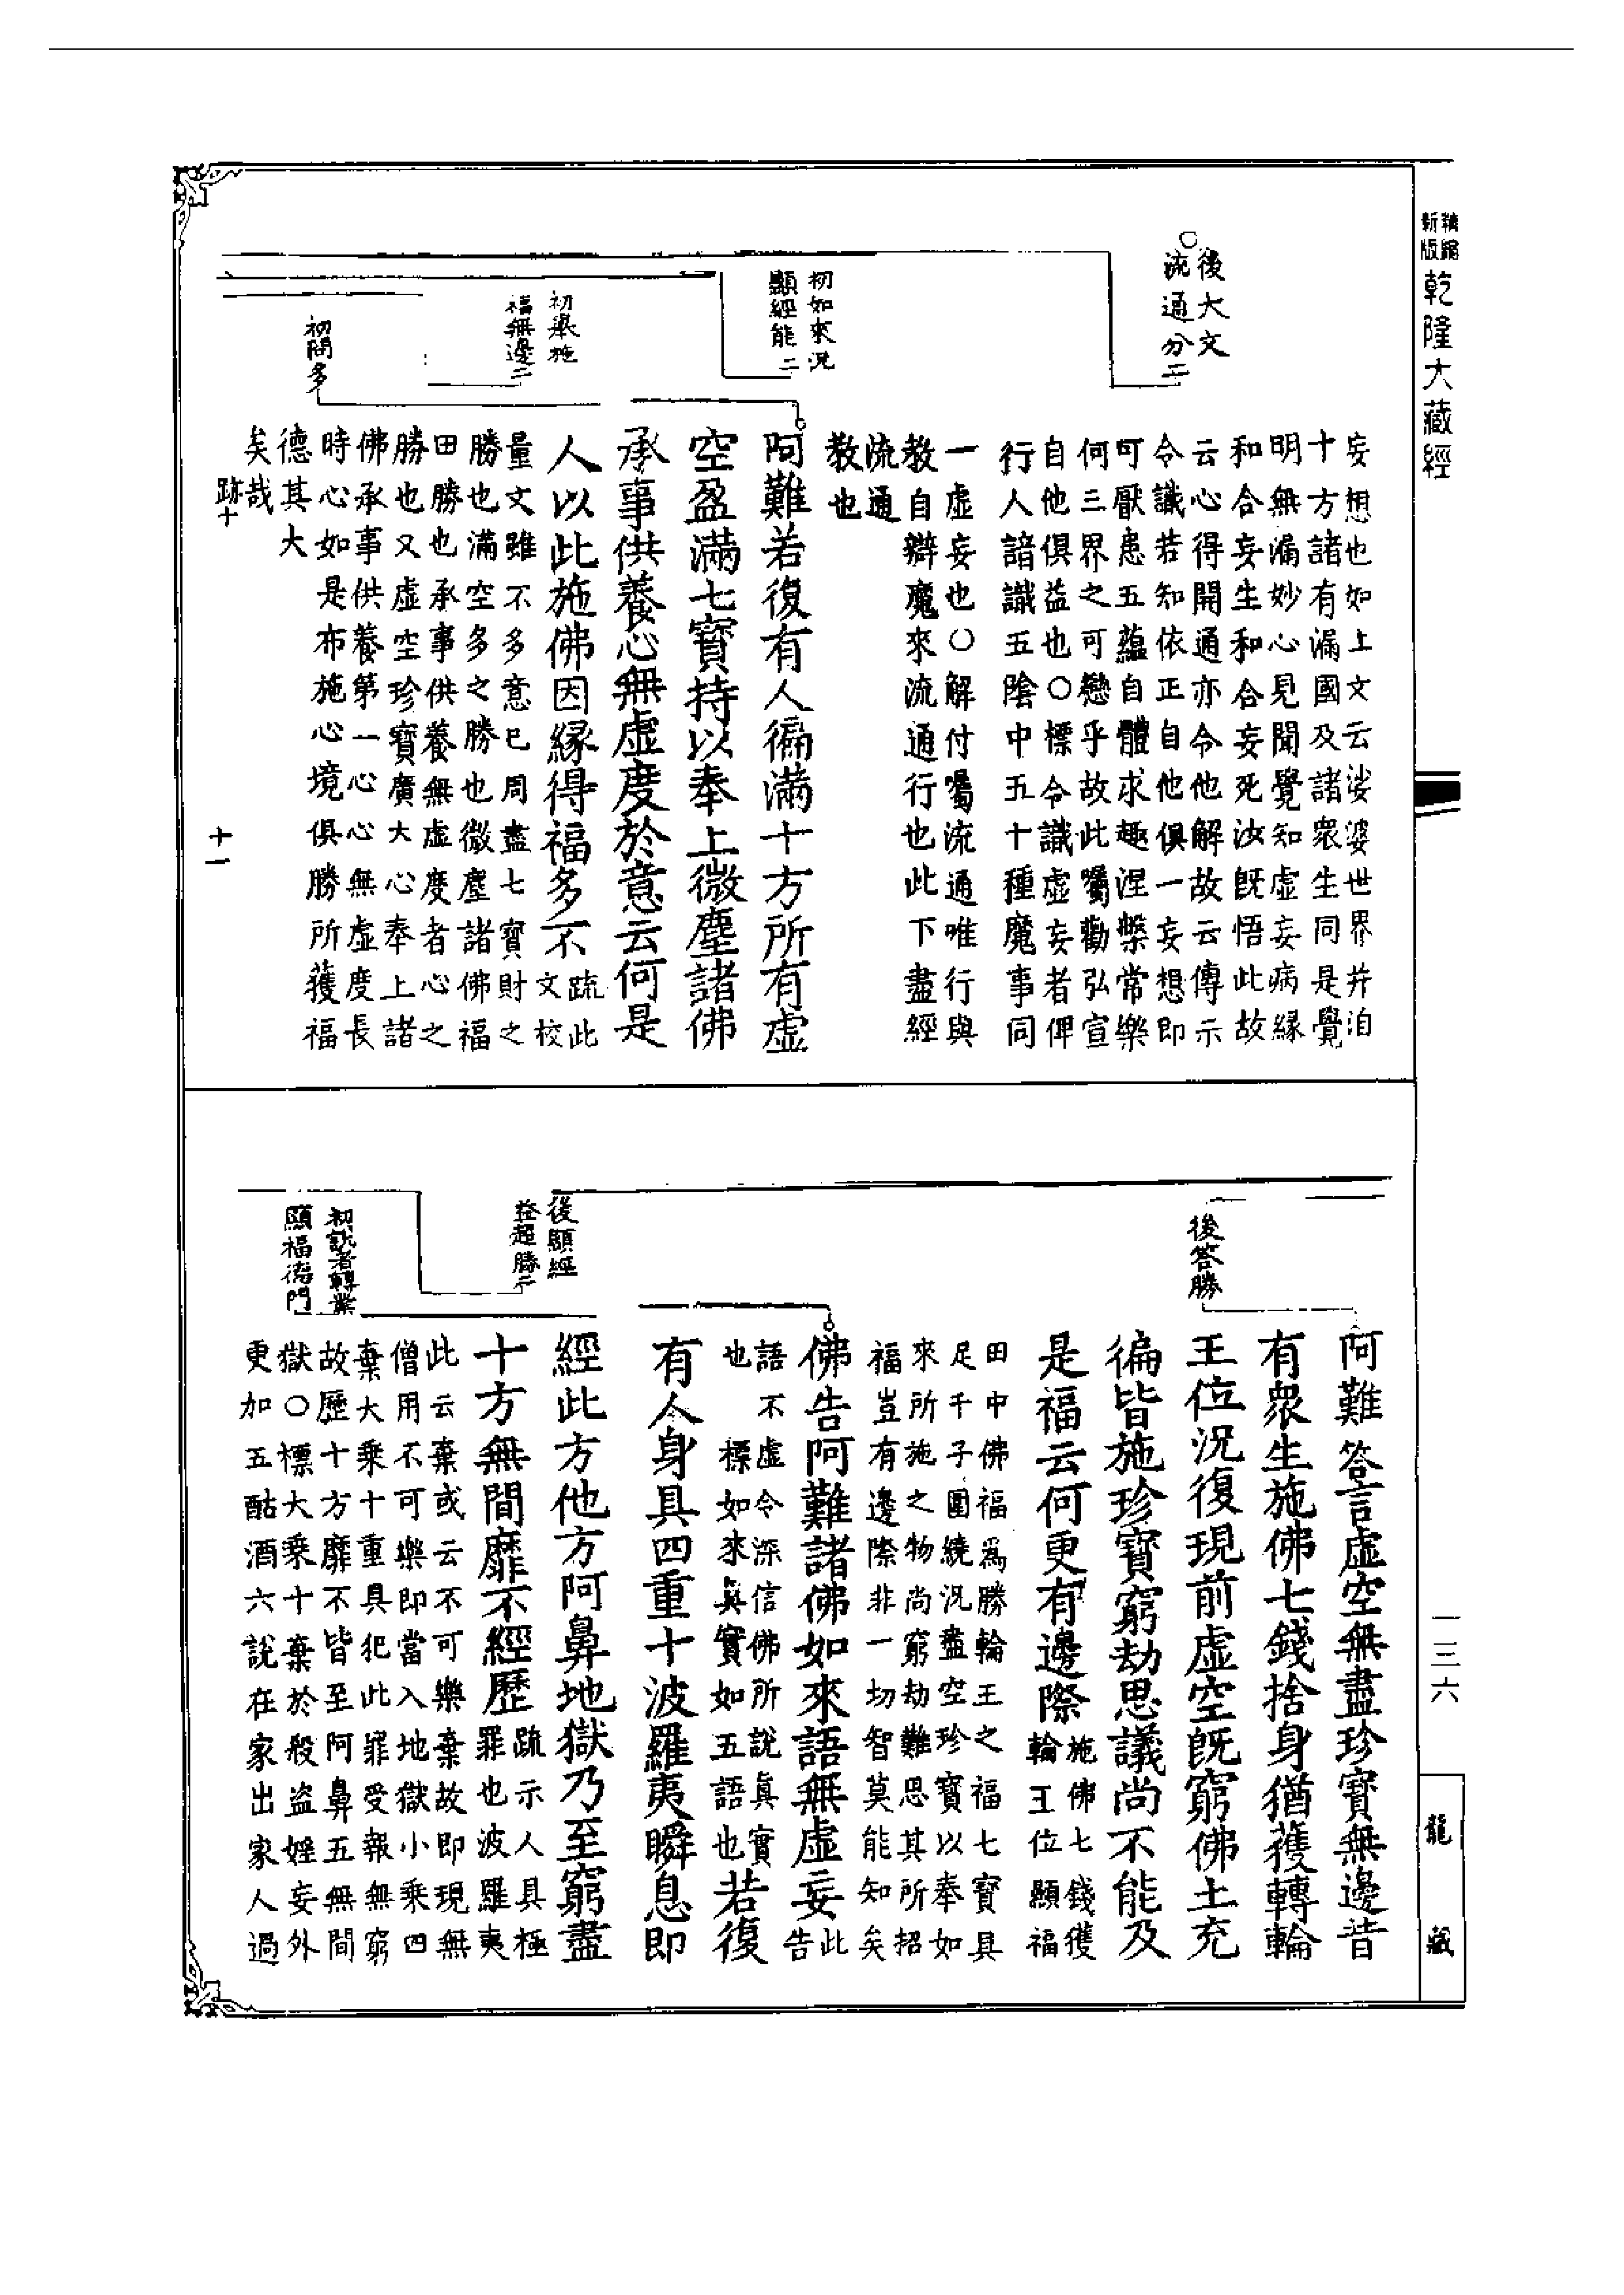 新版
精縮
乾隆大藏經
後大文
流通分二
初如來況
顯經能二
初舉施
福無邊二
初問多
妄想也如上文云娑婆世界并洎
十方諸有漏國及諸衆生同是覺
明無漏妙心見聞覺知虛妄病緣
和合妄生和合妄死汝旣悟此故
云心得開通亦令他解故云傳示
令識若知依正自他俱一妄想即
可厭患五蘊自體求趣涅槃常樂
何三界之可戀乎故此囑勸弘宣
自他俱益也○標令識虛妄者俾
行人諳識五陰中五十種魔事同
一虛妄也○解付囑流通唯行與
教自辯魔來流通行也此下盡經
流通
教也
阿難若復有人徧滿十方所有虛
空盈滿七寶持以奉上微塵諸佛
承事供養心無虛度於意云何是
人以此施佛因緣得福多不
疏此
文校
量文雖不多意已周盡七寶財之
勝也滿空多之勝也微塵諸佛福
田勝也承事供養無虛度者心之
勝也又虛空珍寶廣大心奉上諸
佛承事供養第一心心無虛度長
時心如是布施心境俱勝所獲福
德其大
矣哉
跡十
十一
後答勝
後顯經
益超勝二
初説者轉業
顯福德門
阿難答言虛空無盡珍寶無邊昔
有衆生施佛七錢捨身猶獲轉輪
王位況復現前虛空旣窮佛土充
徧皆施珍寶窮劫思議尚不能及
是福云何更有邊際
施佛七錢獲
輪王位顯福
田中佛福爲勝輪王之福七寶具
足千子圍繞況盡空珍寶以奉如
來所施之物尚窮劫難思其所招
福豈有邊際非一切智莫能知矣
佛告阿難諸佛如來語無虛妄
此
告
語不虛令深信佛所說眞實
也標如來眞實如五語也
若復
有人身具四重十波羅夷瞬息即
經此方他方阿鼻地獄乃至窮盡
十方無間靡不經歷
疏示人具極
罪也波羅夷
此云棄或云不可樂棄故即現無
僧用不可樂即當入地獄小乘四
棄大乘十重具犯此罪受報無窮
故歷十方靡不皆至阿鼻五無間
獄○標大乘十棄於殺盗婬妄外
更加五酤酒六說在家出家人過
一三六
龍
藏